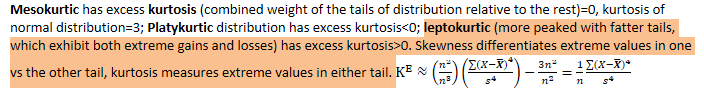 Mesokurtic has excess kurtosis (combined weight of the tails of distribution relative to the rest)=0, kurtosis of
normal distribution=3; Platykurtic distribution has excess kurtosis<0; leptokurtic (more peaked with fatter tails,
which exhibit both extreme gains and losses) has excess kurtosis>0. Skewness differentiates extreme values in one
vs the other tail, kurtosis measures extreme values in either tail. K^E ≈ (n²/n³)(∑(X−X̄)⁴/s⁴) − 3n²/n² = 1/n ∑(X−X̄)⁴/s⁴